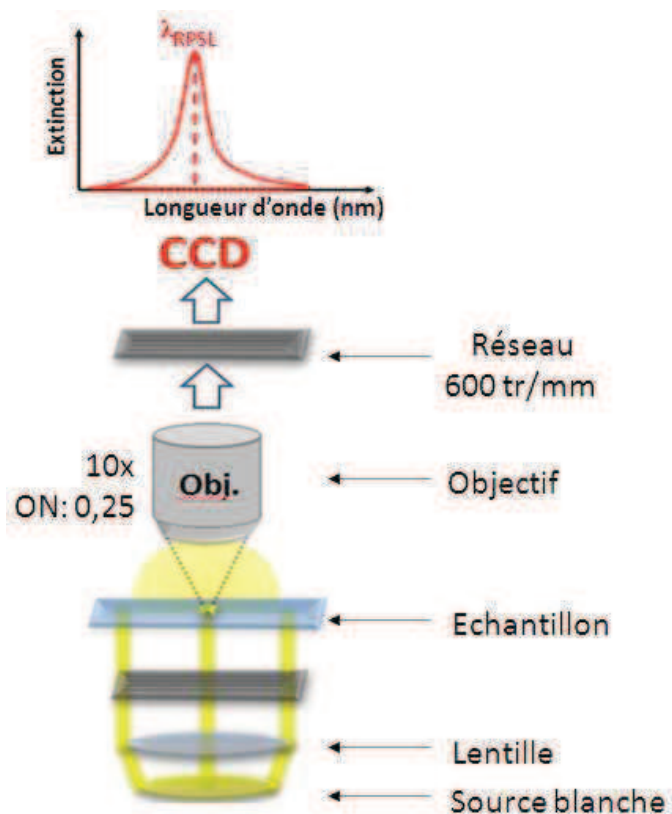 λRPSL
Extinction
Longueur d'onde (nm)
CCD
Réseau
600 tr/mm
10x
ON: 0,25
Obj.
Objectif
Echantillon
Lentille
Source blanche